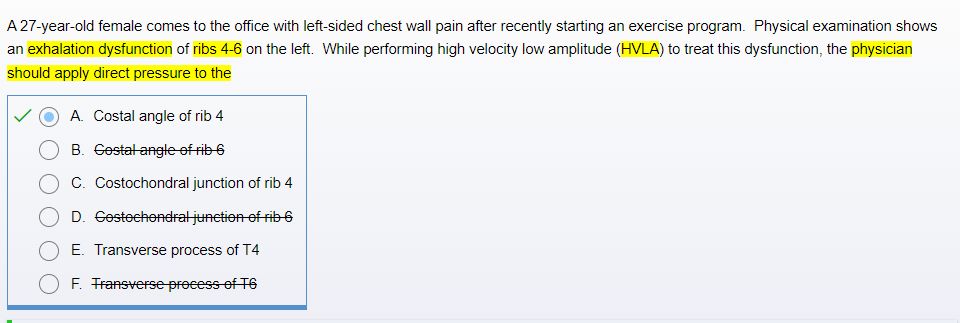 A 27-year-old female comes to the office with left-sided chest wall pain after recently starting an exercise program.  Physical examination shows
an exhalation dysfunction of ribs 4-6 on the left.  While performing high velocity low amplitude (HVLA) to treat this dysfunction, the physician
should apply direct pressure to the
A. Costal angle of rib 4
B. Costal angle of rib 6
C. Costochondral junction of rib 4
D. Costochondral junction of rib 6
E. Transverse process of T4
F. Transverse process of T6